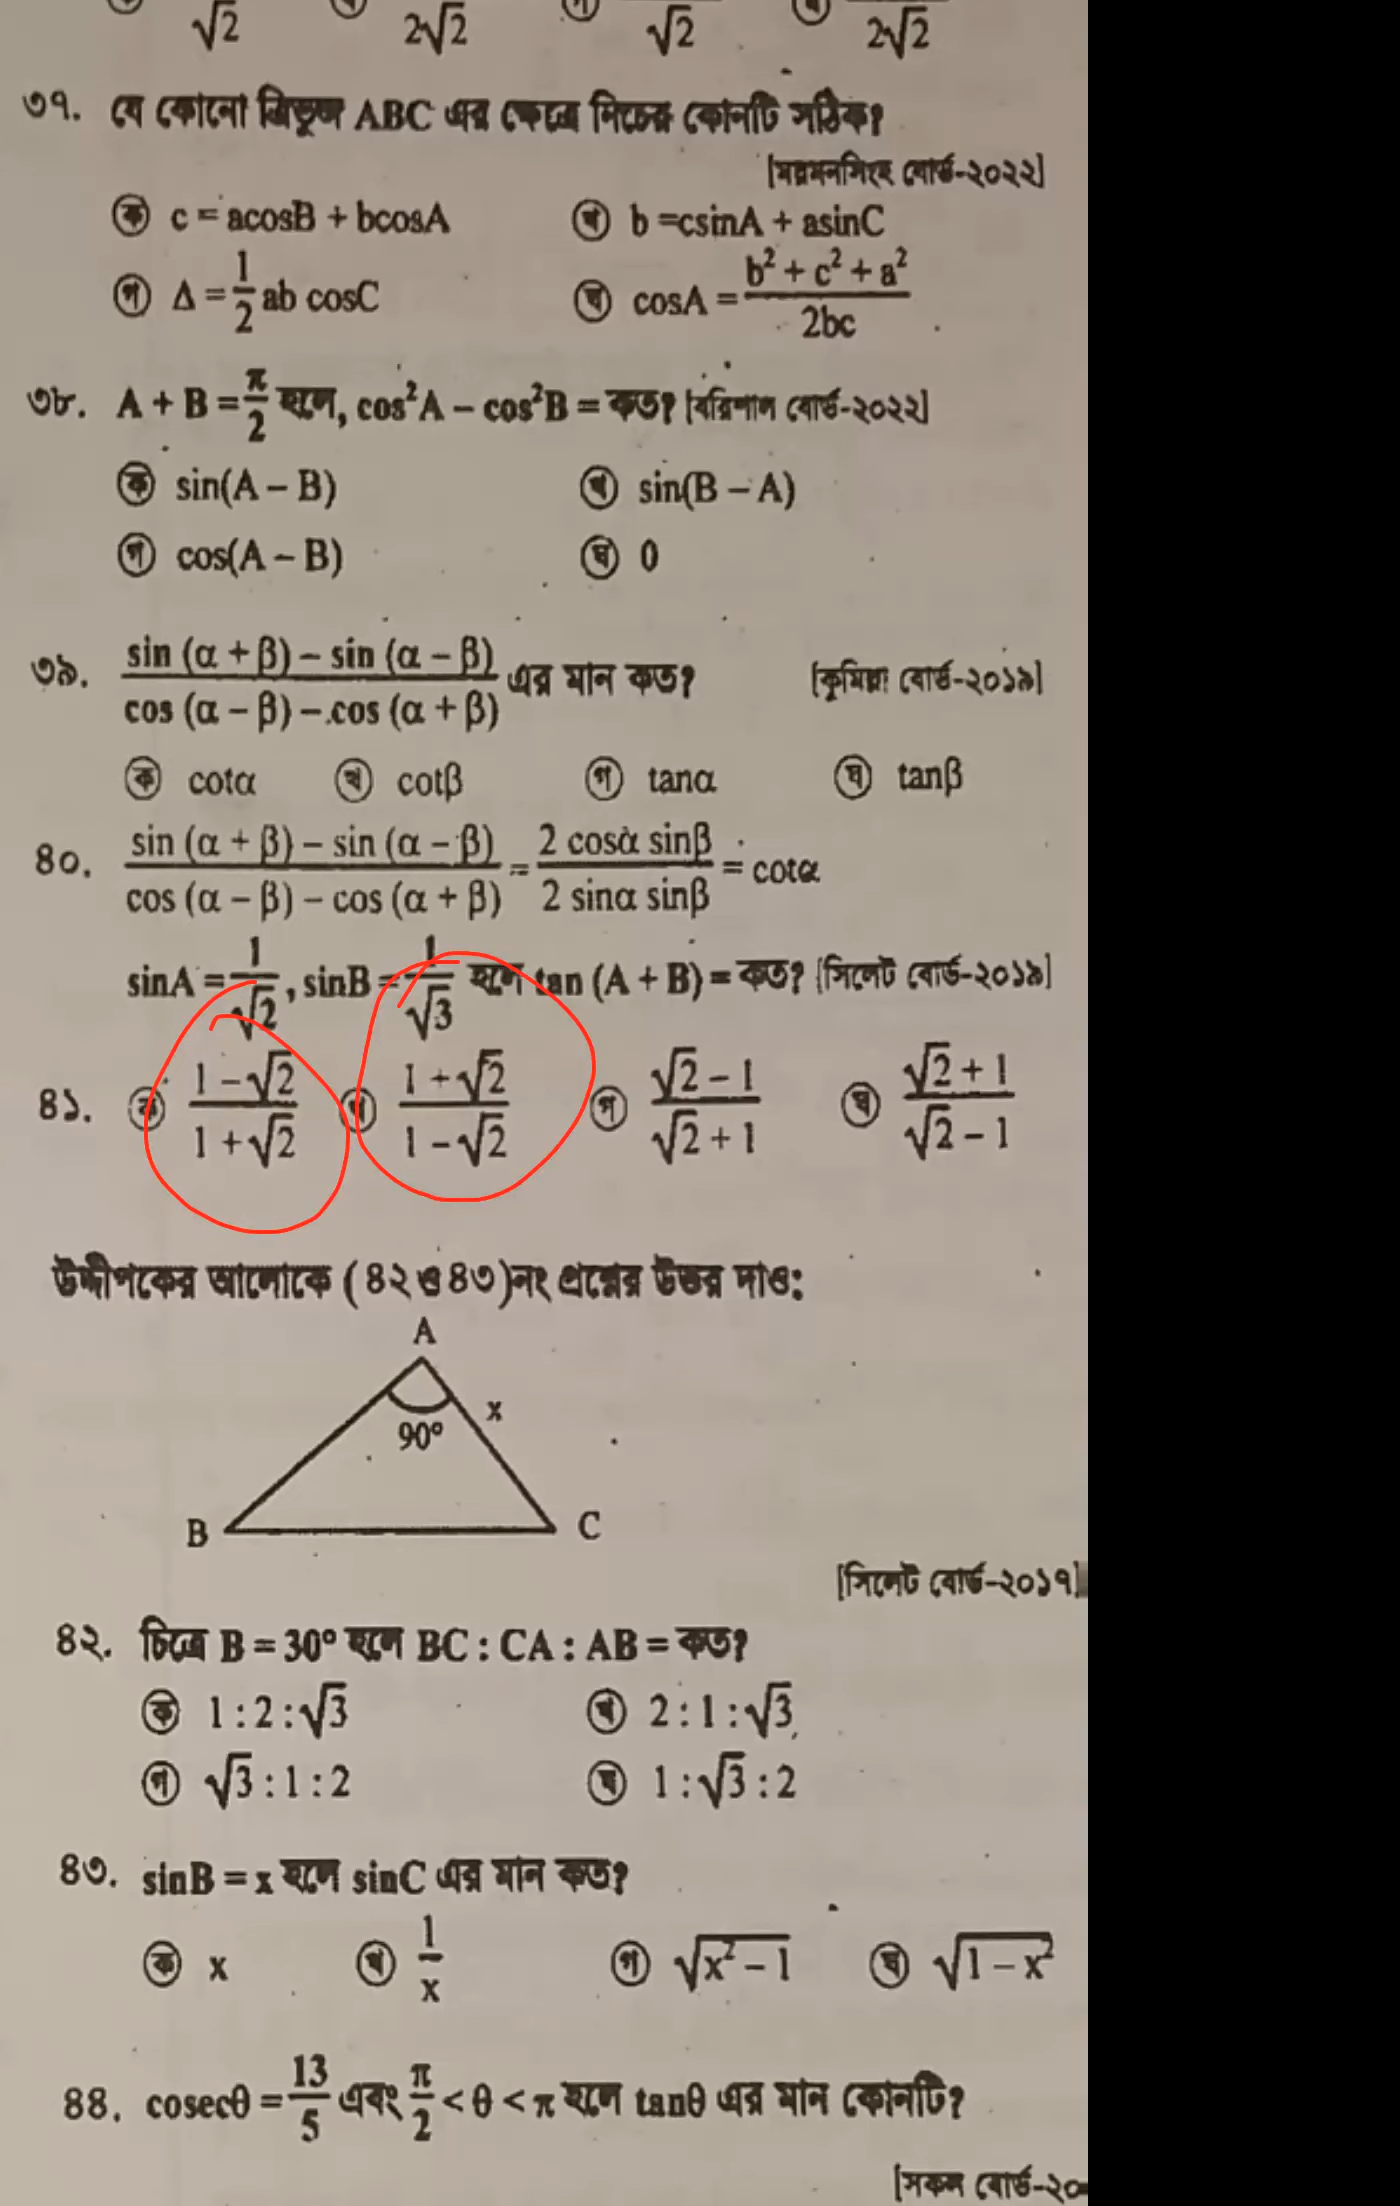 √2 2√2 √2 2√2
৩৭. যে কোনো ত্রিভুজ ABC এর ক্ষেত্রে নিচের কোনটি সঠিক?
[ময়মনসিংহ বোর্ড-২০২২]
ক c = acosB + bcosA খ b =csinA + asinC
গ Δ = 1/2 ab cosC ঘ cosA = (b² + c² + a²)/2bc
৩৮. A + B = π/2 হলে, cos²A – cos²B = কত? [বরিশাল বোর্ড-২০২২]
ক sin(A – B) খ sin(B – A)
গ cos(A – B) ঘ 0
৩৯. (sin (α + β) – sin (α – β))/(cos (α – β) – cos (α + β)) এর মান কত? [কুমিল্লা বোর্ড-২০১৯]
ক cotα খ cotβ গ tanα ঘ tanβ
৪০. (sin (α + β) – sin (α – β))/(cos (α – β) – cos (α + β)) = (2 cosα sinβ)/(2 sinα sinβ) = cotα
sinA = 1/√2, sinB = 1/√3 হলে tan (A + B) = কত? [সিলেট বোর্ড-২০১৯]
৪১. ক (1 – √2)/(1 + √2) খ (1 + √2)/(1 – √2) গ (√2 – 1)/(√2 + 1) ঘ (√2 + 1)/(√2 – 1)
উদ্দীপকের আলোকে (৪২ ও ৪৩)নং প্রশ্নের উত্তর দাও:
A
x
90°
B C
[সিলেট বোর্ড-২০১৭]
৪২. চিত্রে B = 30° হলে BC : CA : AB = কত?
ক 1 : 2 : √3 খ 2 : 1 : √3
গ √3 : 1 : 2 ঘ 1 : √3 : 2
৪৩. sinB = x হলে sinC এর মান কত?
ক x খ 1/x গ √(x² – 1) ঘ √(1 – x²)
৪৪. cosecθ = 13/5 এবং π/2 < θ < π হলে tanθ এর মান কোনটি?
[সকল বোর্ড-২০